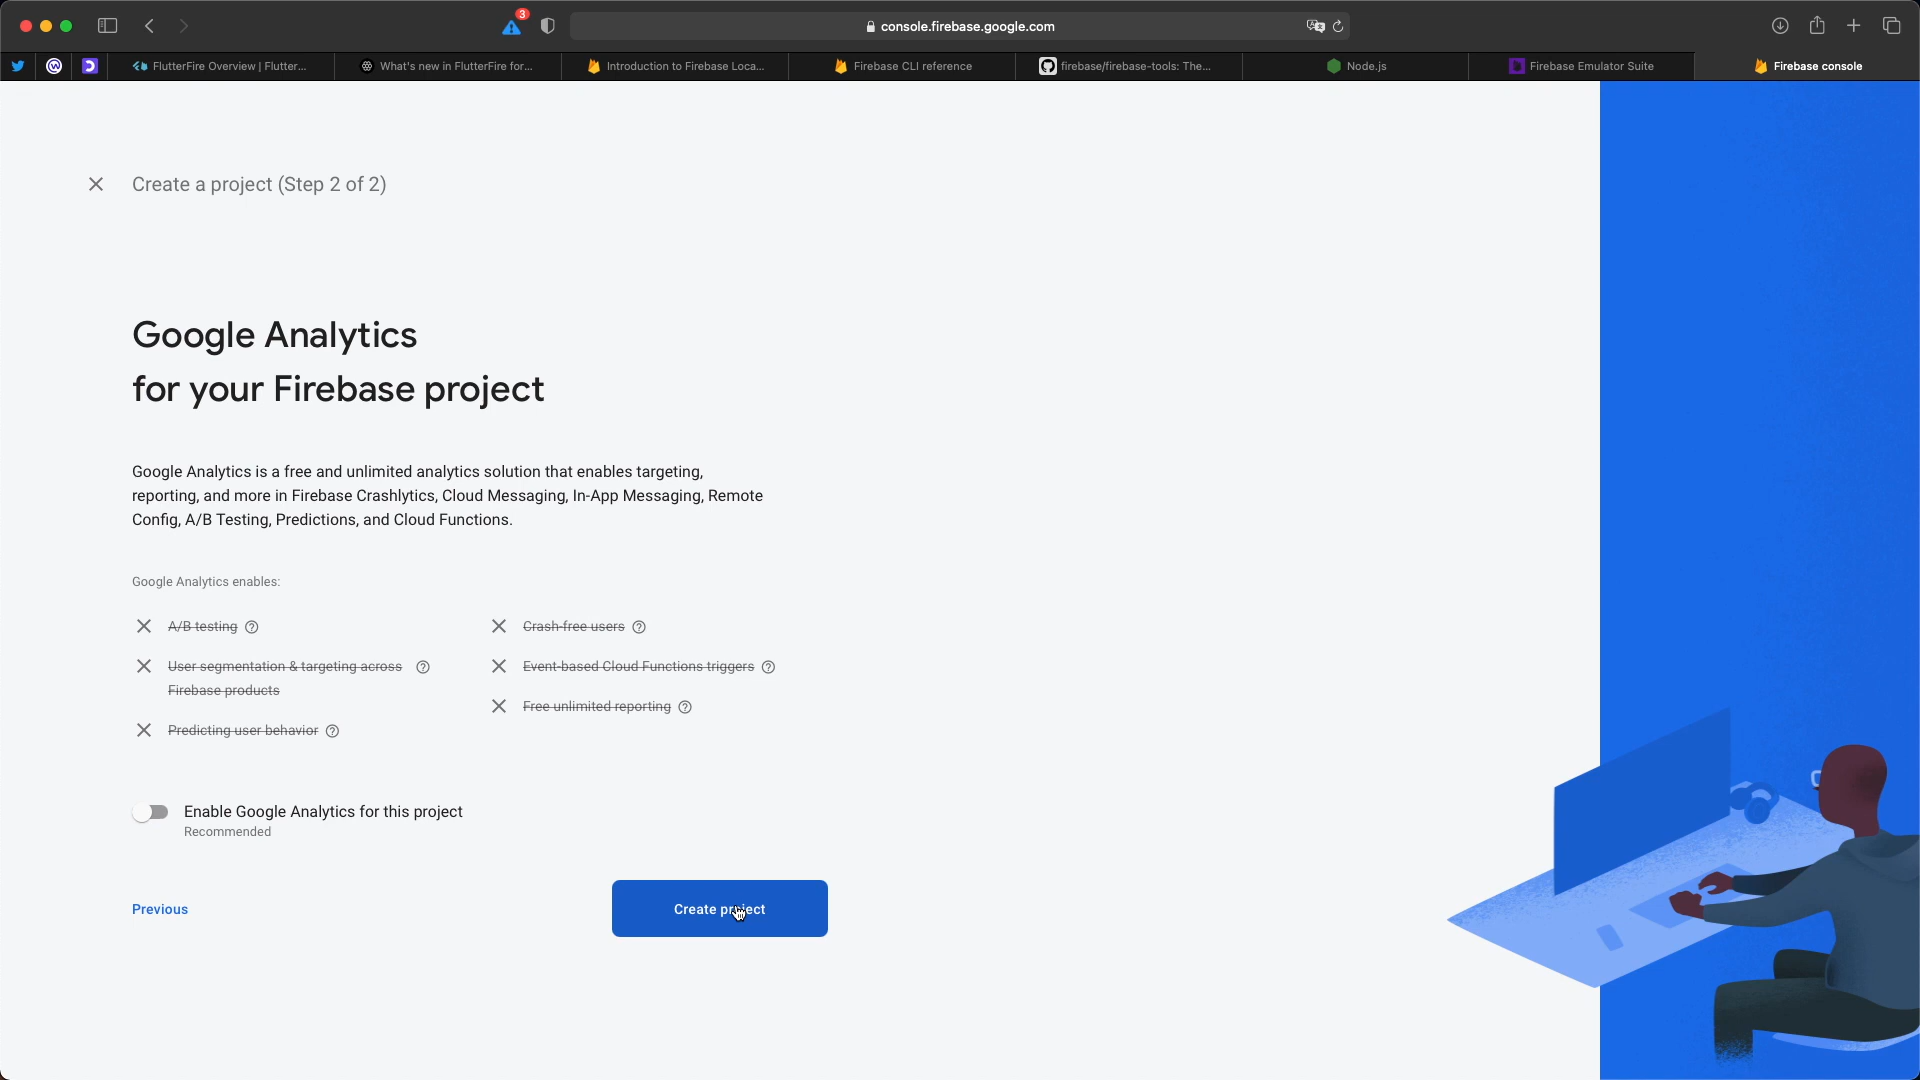 3
console.firebase.google.com
FlutterFire Overview | Flutter...
What's new in FlutterFire for...
Introduction to Firebase Loca...
Firebase CLI reference
firebase/firebase-tools: The...
Node.js
Firebase Emulator Suite
Firebase console
Create a project (Step 2 of 2)
Google Analytics
for your Firebase project
Google Analytics is a free and unlimited analytics solution that enables targeting,
reporting, and more in Firebase Crashlytics, Cloud Messaging, In-App Messaging, Remote
Config, A/B Testing, Predictions, and Cloud Functions.
Google Analytics enables:
A/B testing
User segmentation & targeting across
Firebase products
Predicting user behavior
Crash-free users
Event-based Cloud Functions triggers
Free unlimited reporting
Enable Google Analytics for this project
Recommended
Previous
Create project